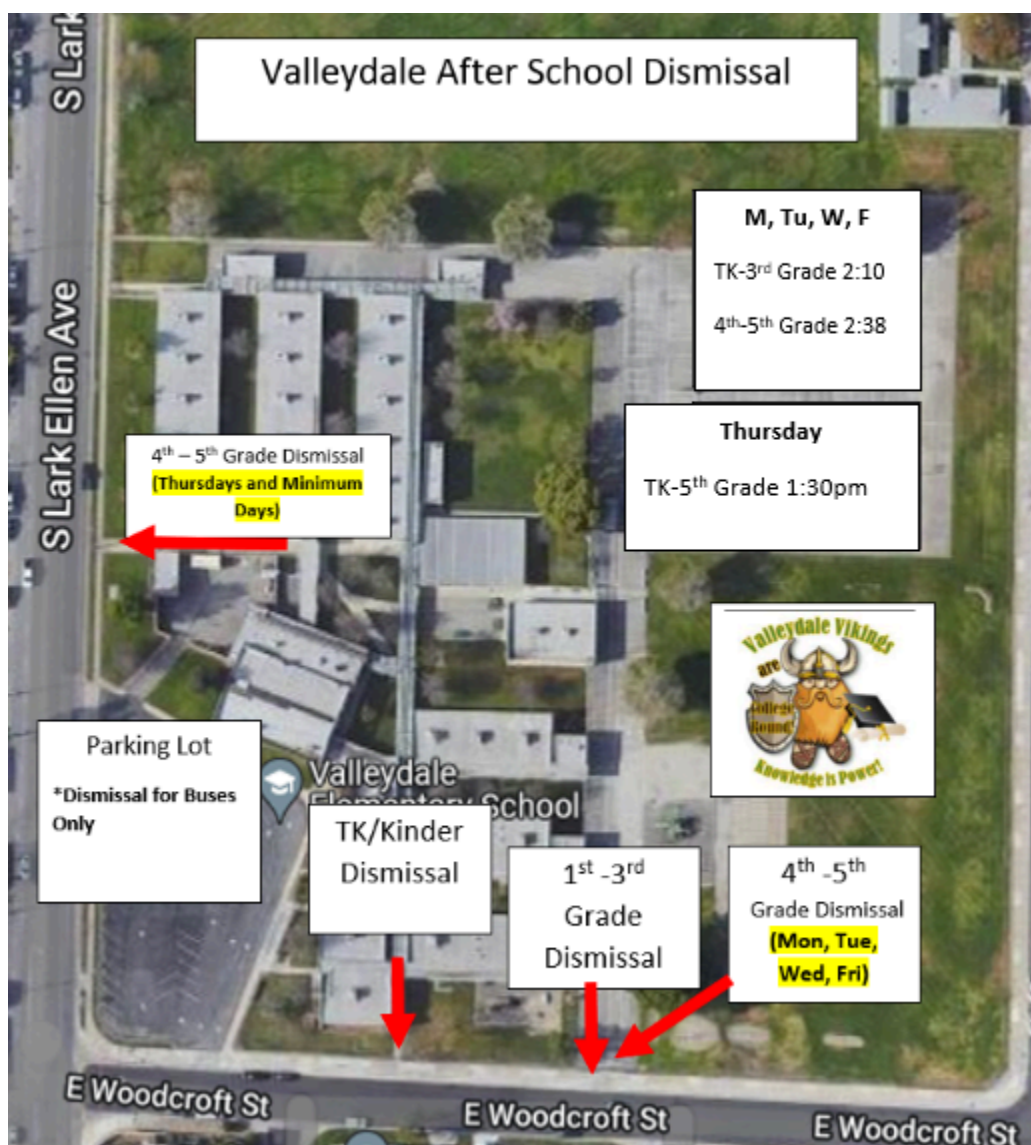 S Lark
Valleydale After School Dismissal
M, Tu, W, F
TK-3rd Grade 2:10
4th-5th Grade 2:38
Thursday
TK-5th Grade 1:30pm
S Lark Ellen Ave
4th – 5th Grade Dismissal
(Thursdays and Minimum
Days)
Valleydale Vikings
are
College
Bound!
Knowledge is Power!
Parking Lot
*Dismissal for Buses
Only
Valleydale
Elementary School
TK/Kinder
Dismissal
1st -3rd
Grade
Dismissal
4th -5th
Grade Dismissal
(Mon, Tue,
Wed, Fri)
E Woodcroft St
E Woodcroft St
E Woodcroft St